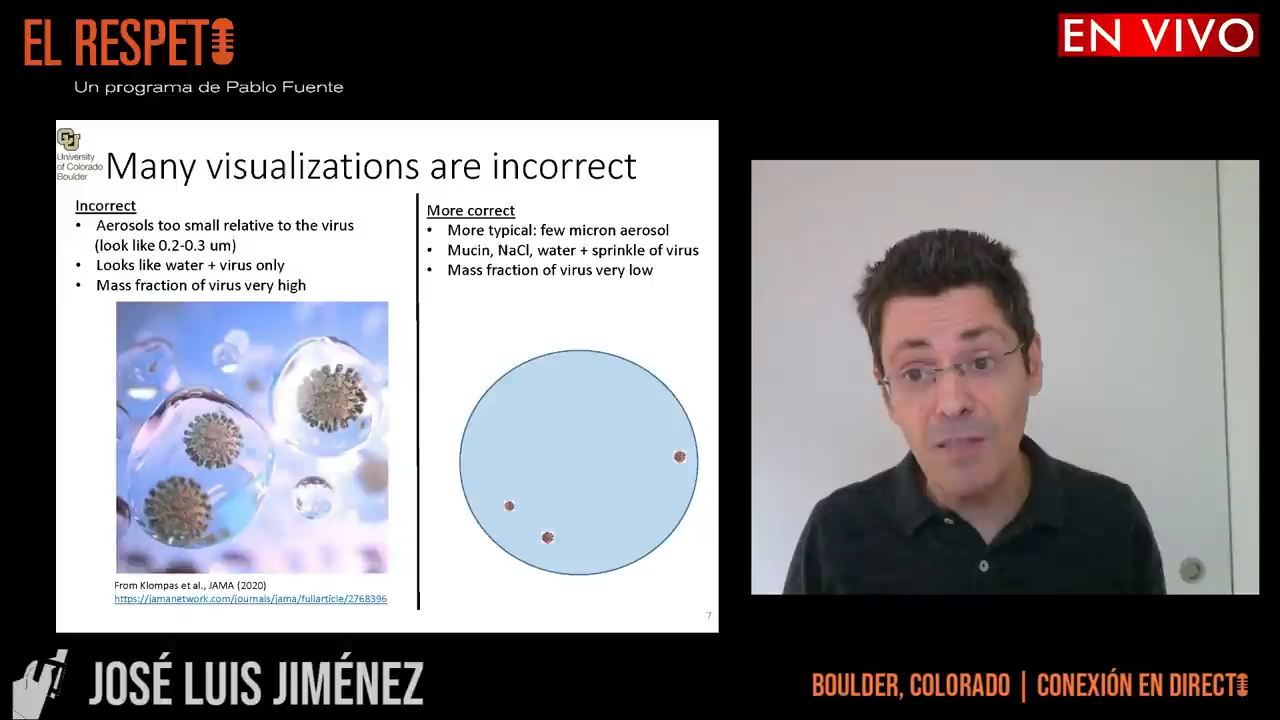 EL RESPETO
EN VIVO
Un programa de Pablo Fuente
University
of Colorado
Boulder
Many visualizations are incorrect
Incorrect
• Aerosols too small relative to the virus
(look like 0.2-0.3 um)
• Looks like water + virus only
• Mass fraction of virus very high
More correct
• More typical: few micron aerosol
• Mucin, NaCl, water + sprinkle of virus
• Mass fraction of virus very low
From Klompas et al., JAMA (2020)
https://jamanetwork.com/journals/jama/fullarticle/2768396
7
JOSÉ LUIS JIMÉNEZ
BOULDER, COLORADO | CONEXIÓN EN DIRECTO